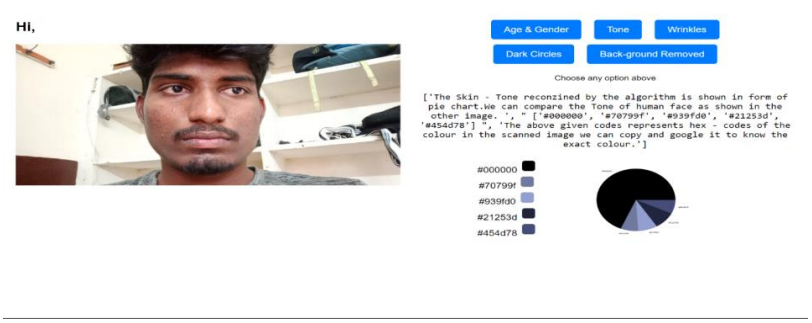 Hi,
Age & Gender
Tone
Wrinkles
Dark Circles
Back-ground Removed
Choose any option above
['The Skin - Tone reconzined by the algorithm is shown in form of
pie chart.We can compare the Tone of human face as shown in the
other image. ', " ['#000000', '#70799f', '#939fd0', '#21253d',
'#454d78'] ", 'The above given codes represents hex - codes of the
colour in the scanned image we can copy and google it to know the
exact colour.']
#000000
#70799f
#939fd0
#21253d
#454d78